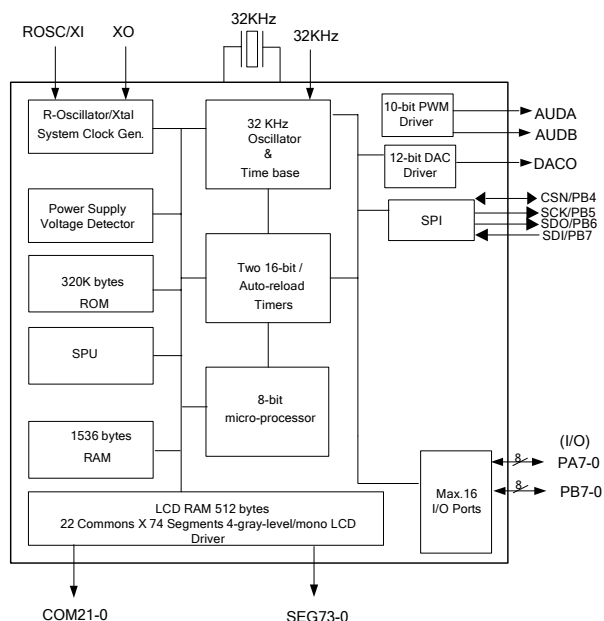 32KHz
ROSC/XI
XO
32KHz
R-Oscillator/Xtal
System Clock Gen.
32 KHz
Oscillator
&
Time base
10-bit PWM
Driver
AUDA
AUDB
12-bit DAC
Driver
DACO
Power Supply
Voltage Detector
SPI
CSN/PB4
SCK/PB5
SDO/PB6
SDI/PB7
320K bytes
ROM
Two 16-bit /
Auto-reload
Timers
SPU
8-bit
micro-processor
1536 bytes
RAM
Max.16
I/O Ports
(I/O)
8
PA7-0
8
PB7-0
LCD RAM 512 bytes
22 Commons X 74 Segments 4-gray-level/mono LCD
Driver
COM21-0
SEG73-0